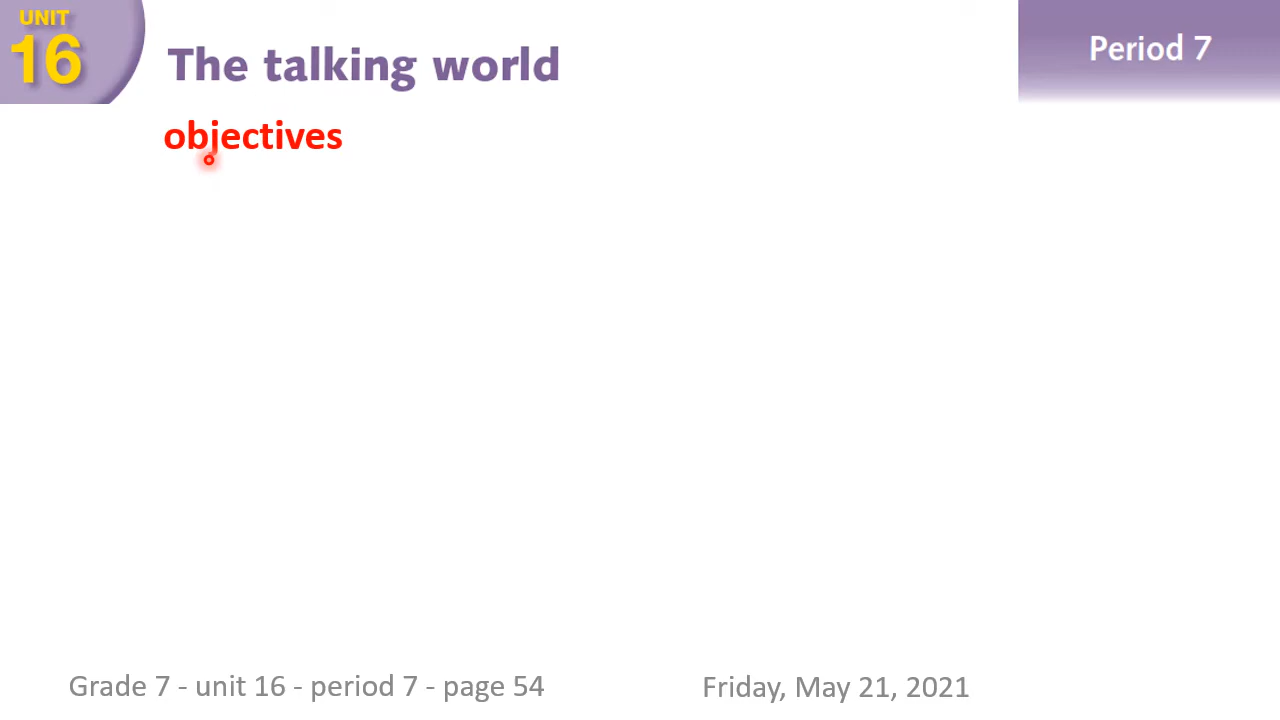 UNIT
16
The talking world
Period 7
objectives
Grade 7 - unit 16 - period 7 - page 54
Friday, May 21, 2021